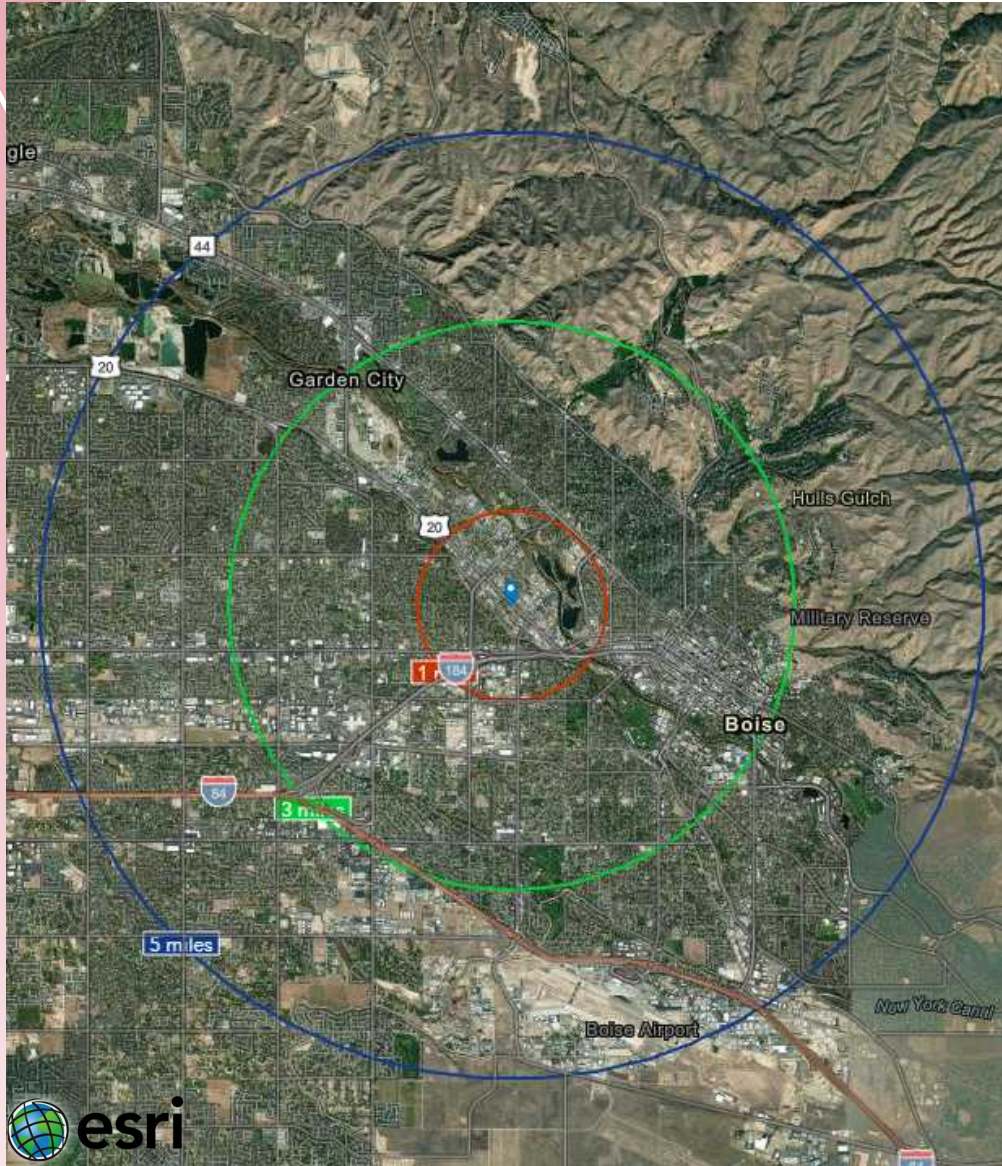 gle
44
20
Garden City
Hulls Gulch
20
Military Reserve
1 m
184
Boise
84
3 miles
5 miles
New York Canal
Boise Airport
esri